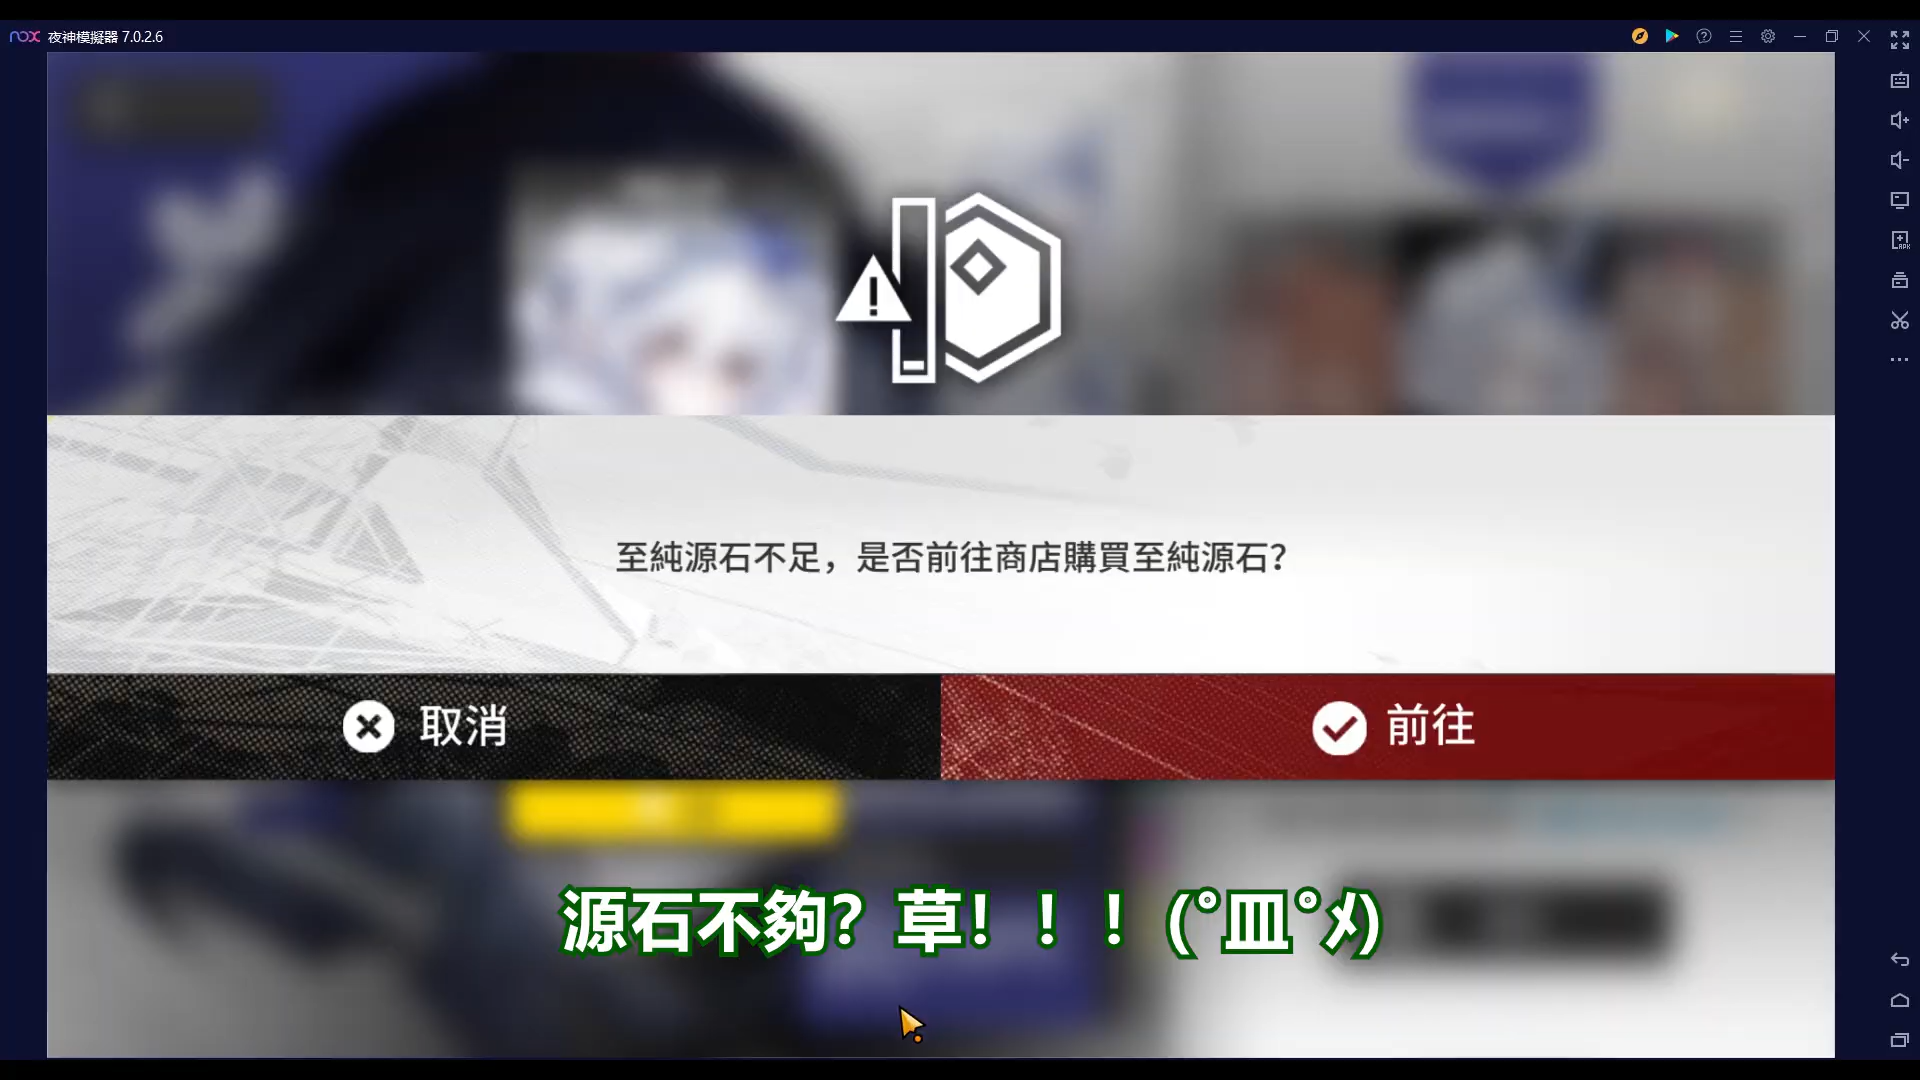 nox 夜神模擬器 7.0.2.6
至純源石不足，是否前往商店購買至純源石？
取消
前往
源石不夠？草！！！(°皿°メ)